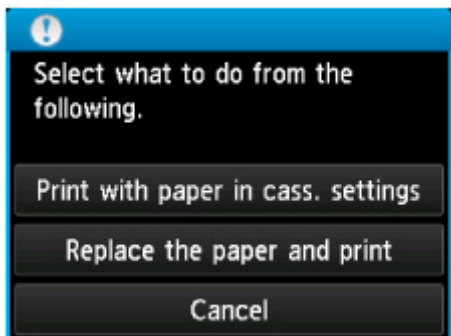 Select what to do from the
following.
Print with paper in cass. settings
Replace the paper and print
Cancel